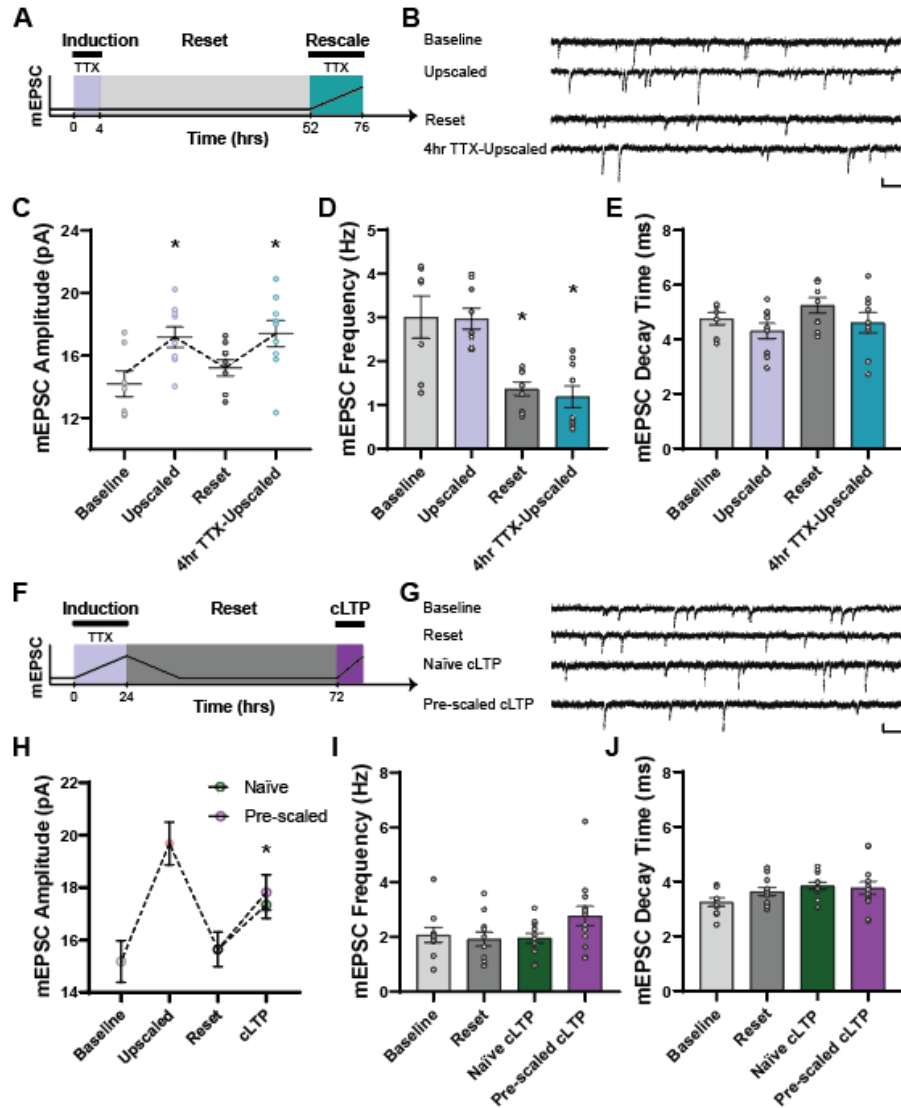 A
Induction Reset Rescale
TTX TTX
mEPSC
0 4 52 76
Time (hrs)
B
Baseline
Upscaled
Reset
4hr TTX-Upscaled
C
mEPSC Amplitude (pA)
24
20
16
12
* *
Baseline
Upscaled
Reset
4hr TTX-Upscaled
D
mEPSC Frequency (Hz)
5
4
3
2
1
0
* *
Baseline
Upscaled
Reset
4hr TTX-Upscaled
E
mEPSC Decay Time (ms)
8
6
4
2
0
Baseline
Upscaled
Reset
4hr TTX-Upscaled
F
Induction Reset cLTP
TTX
mEPSC
0 24 72
Time (hrs)
G
Baseline
Reset
Naïve cLTP
Pre-scaled cLTP
H
mEPSC Amplitude (pA)
22
20
18
16
14
Naïve
Pre-scaled
*
Baseline
Upscaled
Reset
cLTP
I
mEPSC Frequency (Hz)
8
6
4
2
0
Baseline
Reset
Naïve cLTP
Pre-scaled cLTP
J
mEPSC Decay Time (ms)
8
6
4
2
0
Baseline
Reset
Naïve cLTP
Pre-scaled cLTP